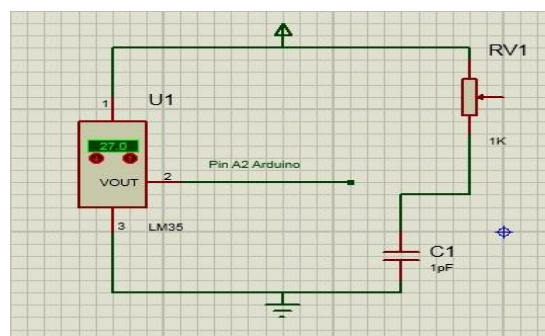 RV1
1
U1
27.0
1K
Pin A2 Arduino
2
VOUT
3
LM35
C1
1pF